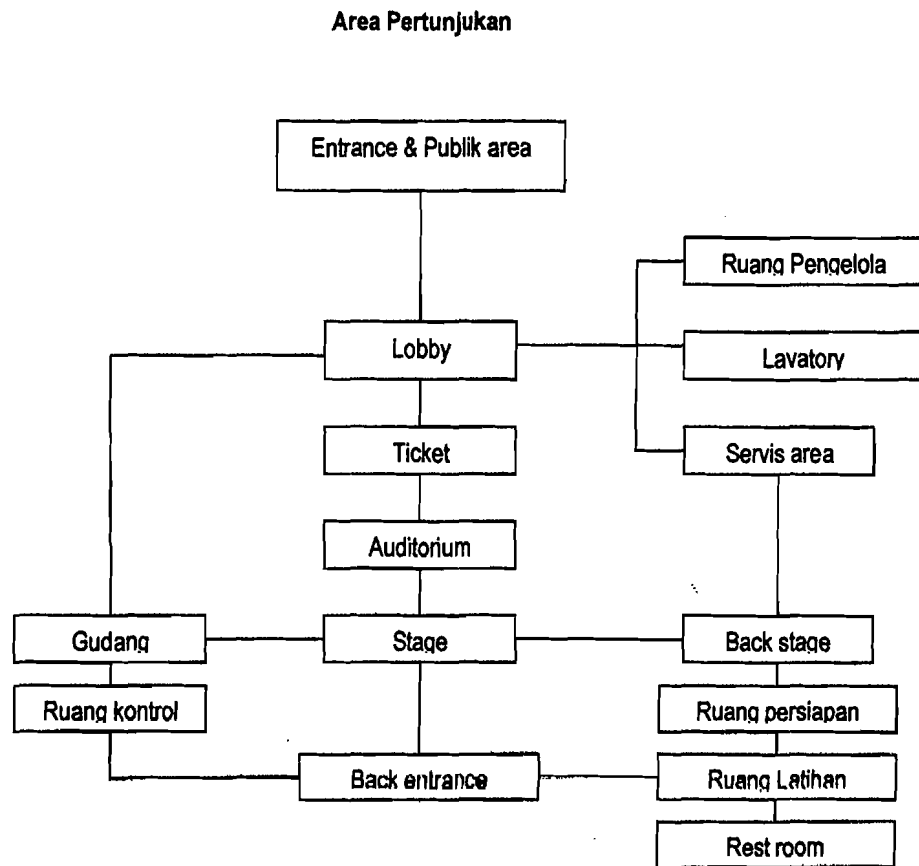 Area Pertunjukan
Entrance & Publik area
Ruang Pengelola
Lobby
Lavatory
Ticket
Servis area
Auditorium
Gudang
Stage
Back stage
Ruang kontrol
Ruang persiapan
Back entrance
Ruang Latihan
Rest room